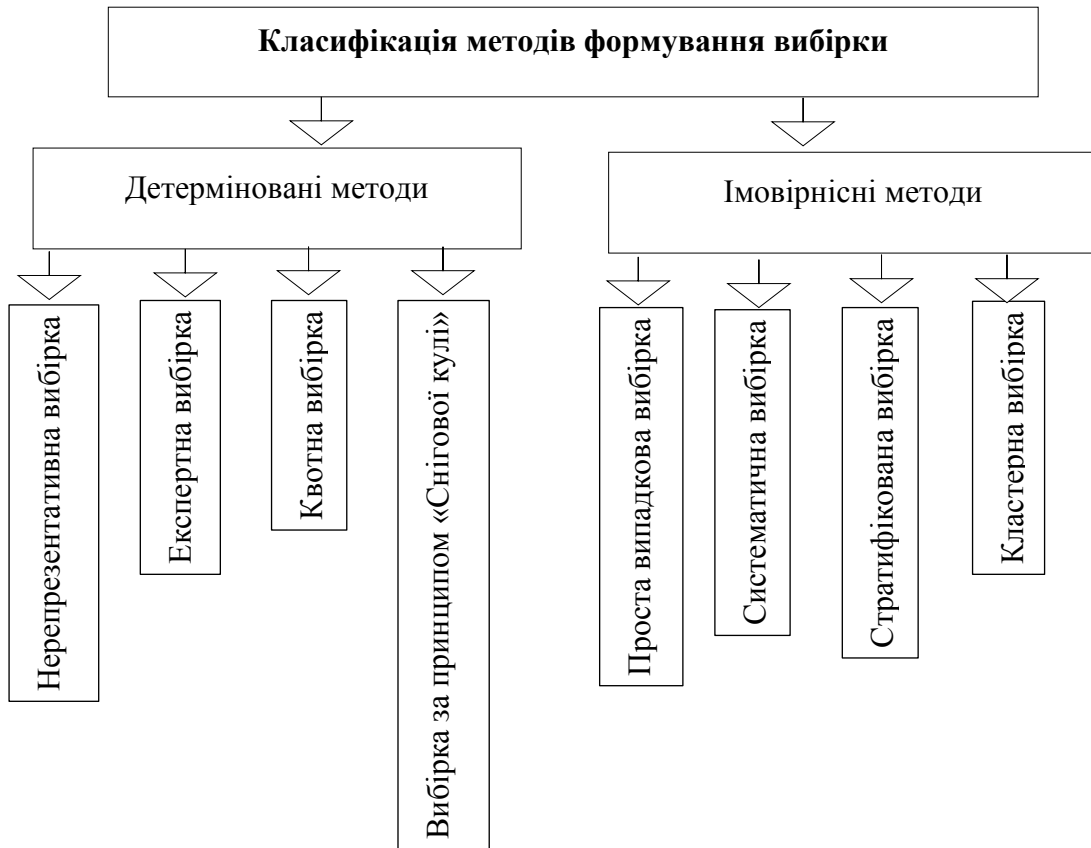 Класифікація методів формування вибірки
Детерміновані методи
Імовірнісні методи
Нерепрезентативна вибірка
Експертна вибірка
Квотна вибірка
Вибірка за принципом «Снігової кулі»
Проста випадкова вибірка
Систематична вибірка
Стратифікована вибірка
Кластерна вибірка